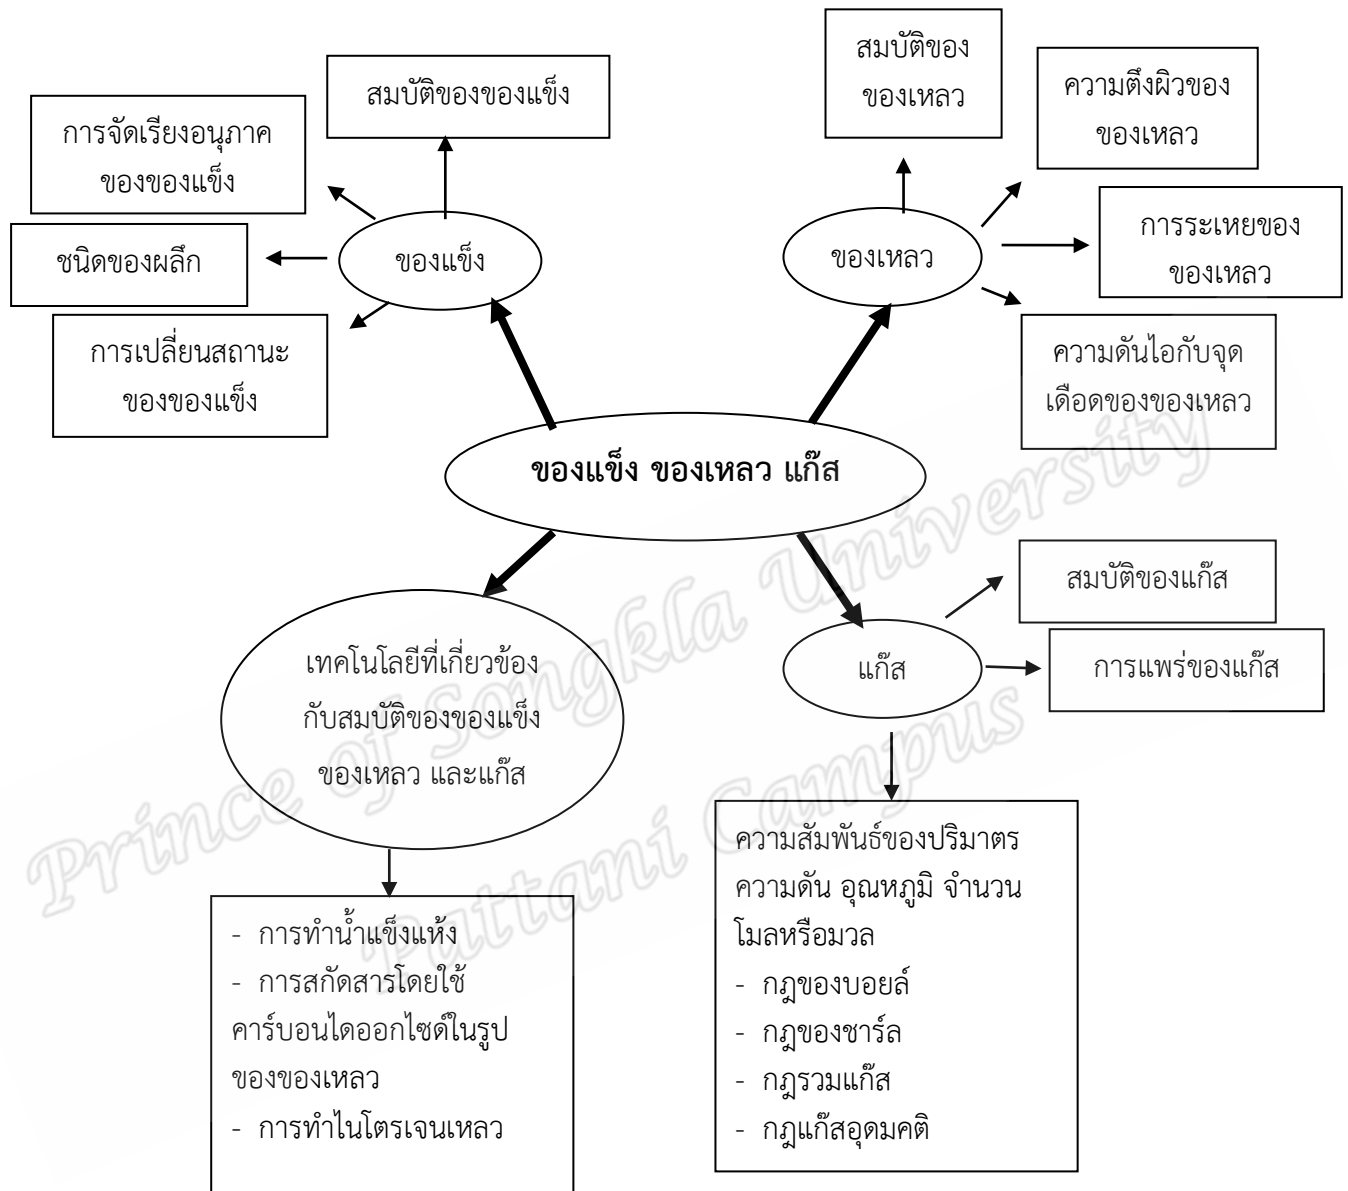 สมบัติของของแข็ง
การจัดเรียงอนุภาค
ของของแข็ง
ชนิดของผลึก
ของแข็ง
การเปลี่ยนสถานะ
ของของแข็ง
สมบัติของ
ของเหลว
ความตึงผิวของ
ของเหลว
การระเหยของ
ของเหลว
ของเหลว
ความดันไอกับจุด
เดือดของของเหลว
ของแข็ง ของเหลว แก๊ส
เทคโนโลยีที่เกี่ยวข้อง
กับสมบัติของของแข็ง
ของเหลว และแก๊ส
- การทำน้ำแข็งแห้ง
- การสกัดสารโดยใช้
คาร์บอนไดออกไซด์ในรูป
ของของเหลว
- การทำไนโตรเจนเหลว
แก๊ส
สมบัติของแก๊ส
การแพร่ของแก๊ส
ความสัมพันธ์ของปริมาตร
ความดัน อุณหภูมิ จำนวน
โมลหรือมวล
- กฎของบอยล์
- กฎของชาร์ล
- กฎรวมแก๊ส
- กฎแก๊สอุดมคติ
Prince of Songkla University
Pattani Campus